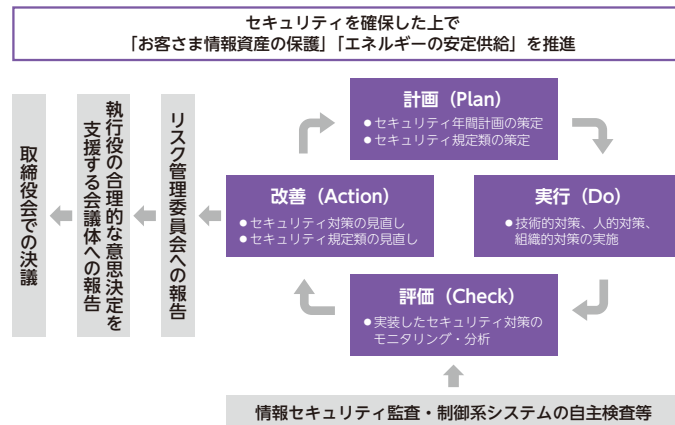 セキュリティを確保した上で
「お客さま情報資産の保護」「エネルギーの安定供給」を推進
計画（Plan）
●セキュリティ年間計画の策定
●セキュリティ規定類の策定
実行（Do）
●技術的対策、人的対策、
組織的対策の実施
評価（Check）
●実装したセキュリティ対策の
モニタリング・分析
改善（Action）
●セキュリティ対策の見直し
●セキュリティ規定類の見直し
リスク管理委員会への報告
執行役の合理的な意思決定を
支援する会議体への報告
取締役会での決議
情報セキュリティ監査・制御系システムの自主検査等